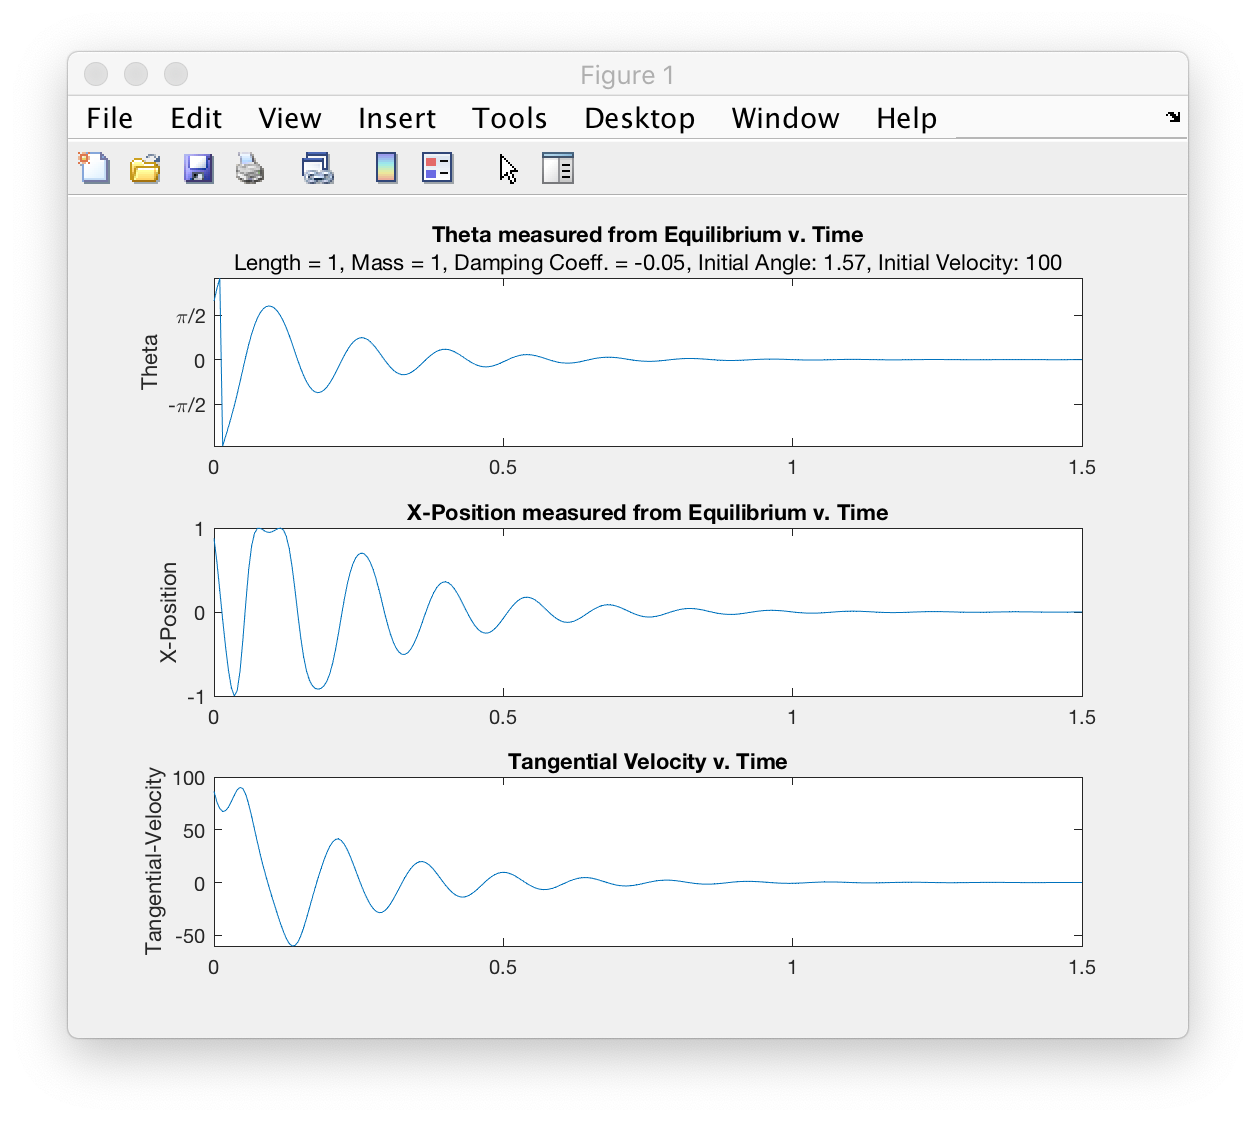 Figure 1
File Edit View Insert Tools Desktop Window Help
Theta measured from Equilibrium v. Time
Length = 1, Mass = 1, Damping Coeff. = -0.05, Initial Angle: 1.57, Initial Velocity: 100
Theta
π/2
0
-π/2
0 0.5 1 1.5
X-Position measured from Equilibrium v. Time
X-Position
1
0
-1
0 0.5 1 1.5
Tangential Velocity v. Time
Tangential-Velocity
100
50
0
-50
0 0.5 1 1.5